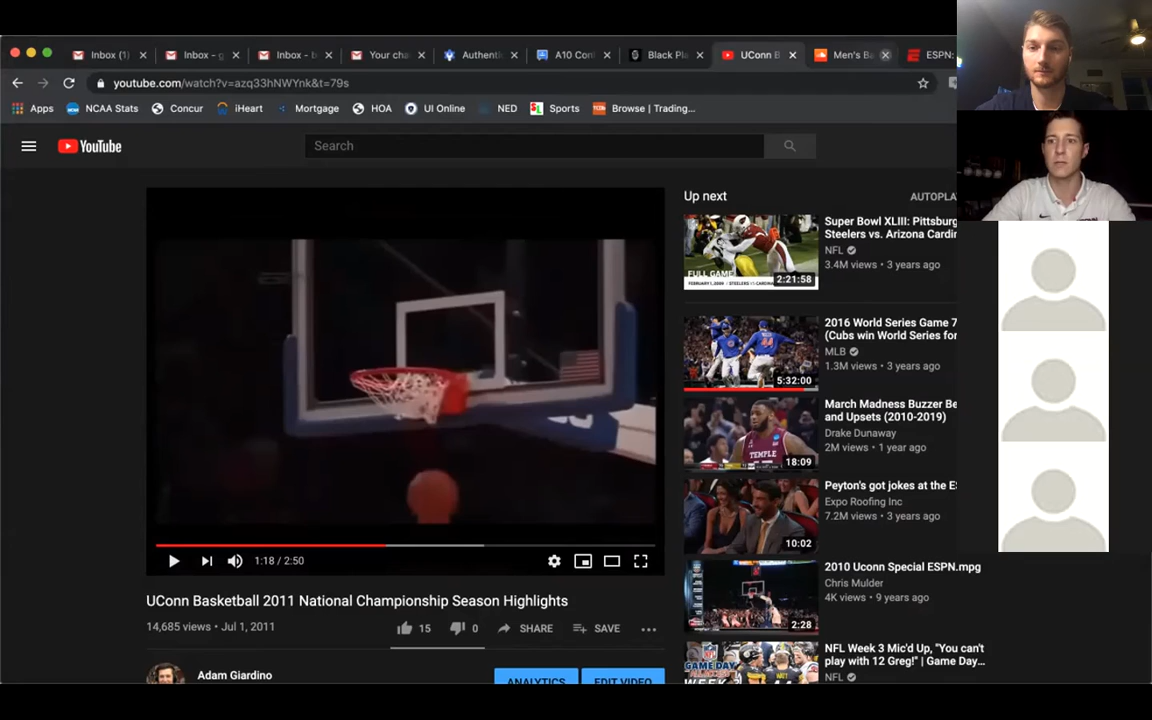 Inbox (1)
Inbox - g
Inbox - b
Your cha
Authenti
A10 Con
Black Pla
UConn B
Men's Ba
ESPN:
youtube.com/watch?v=azq33hNWYnk&t=79s
Apps
NCAA Stats
Concur
iHeart
Mortgage
HOA
UI Online
NED
Sports
Browse | Trading...
YouTube
Search
1:18 / 2:50
UConn Basketball 2011 National Championship Season Highlights
14,685 views • Jul 1, 2011
15
0
SHARE
SAVE
Adam Giardino
ANALYTICS
EDIT VIDEO
Up next
AUTOPLA
FULL GAME
2:21:58
Super Bowl XLIII: Pittsburg
Steelers vs. Arizona Cardin
NFL
3.4M views • 3 years ago
5:32:00
2016 World Series Game 7
(Cubs win World Series for
MLB
1.3M views • 3 years ago
TEMPLE
18:09
March Madness Buzzer Be
and Upsets (2010-2019)
Drake Dunaway
2M views • 1 year ago
10:02
Peyton's got jokes at the ES
Expo Roofing Inc
7.2M views • 3 years ago
2:28
2010 Uconn Special ESPN.mpg
Chris Mulder
4K views • 9 years ago
GAME DAY
WEEK
NFL Week 3 Mic'd Up, "You can't
play with 12 Greg!" | Game Day...
NFL